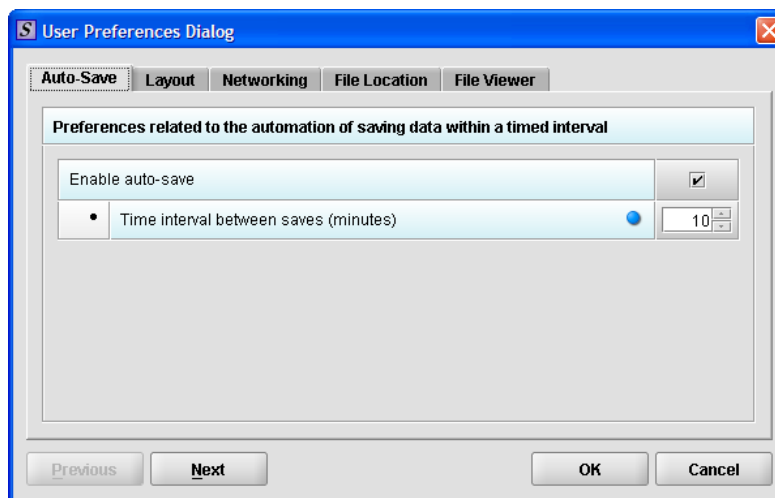 S User Preferences Dialog
Auto-Save Layout Networking File Location File Viewer
Preferences related to the automation of saving data within a timed interval
Enable auto-save
• Time interval between saves (minutes) 10
Previous Next OK Cancel